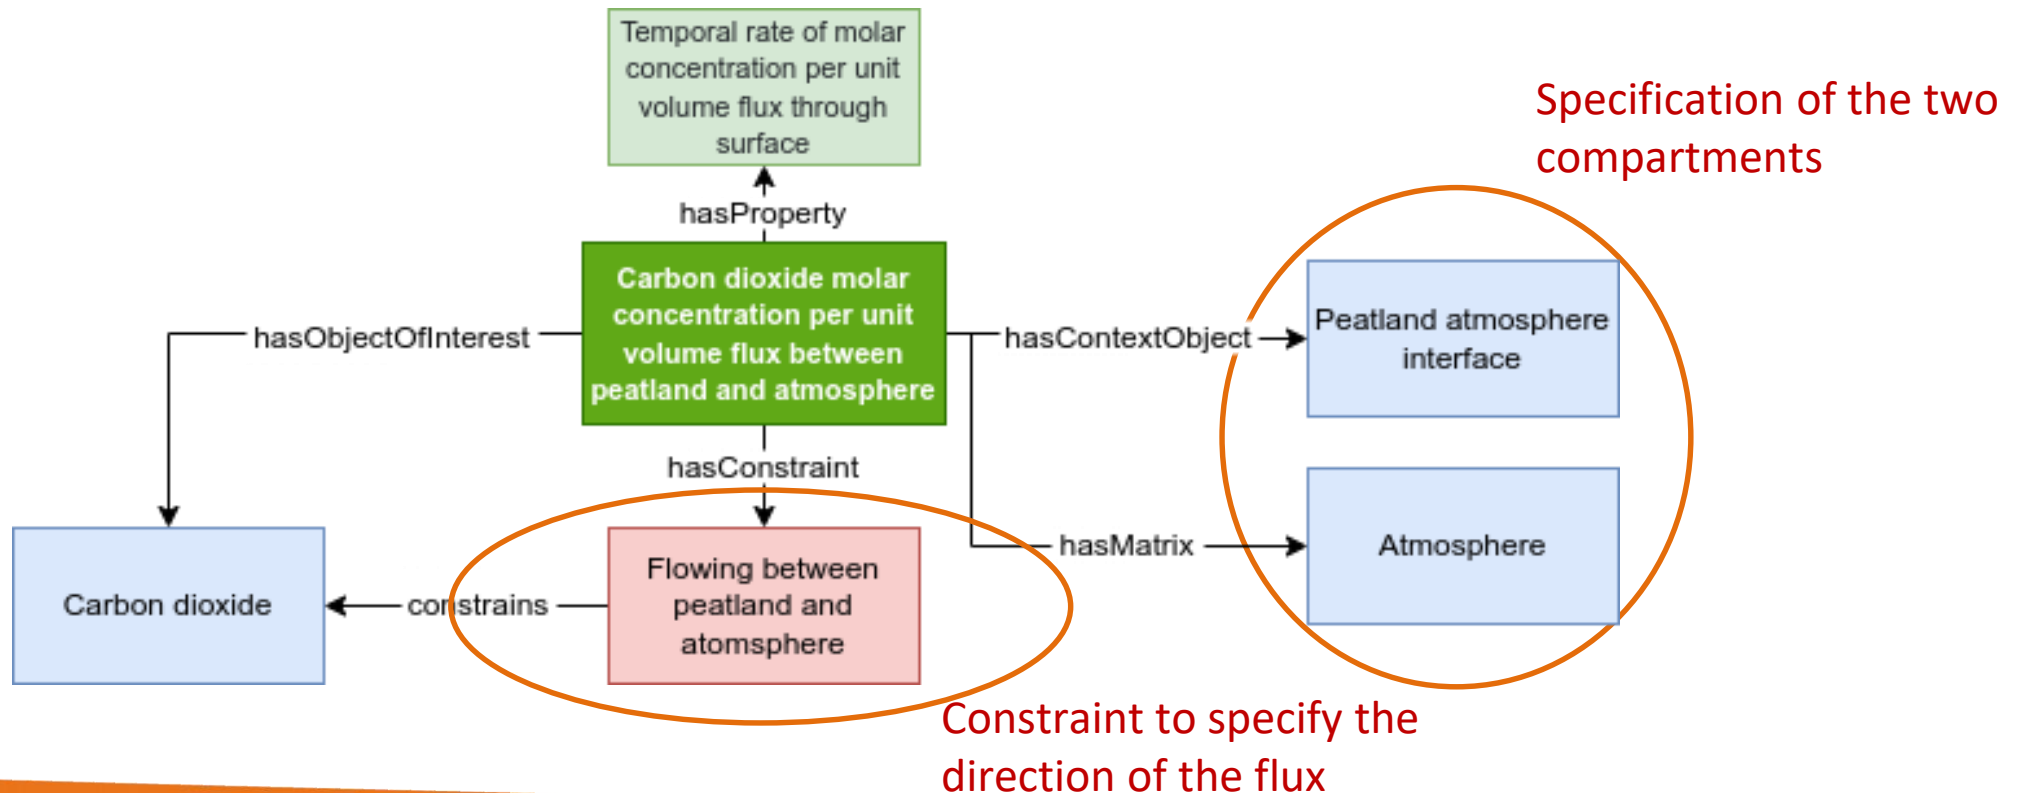 Temporal rate of molar
concentration per unit
volume flux through
surface
Specification of the two
compartments
hasProperty
Carbon dioxide molar
concentration per unit
volume flux between
peatland and atmosphere
hasObjectOfInterest
hasContextObject
Peatland atmosphere
interface
hasConstraint
hasMatrix
Atmosphere
Carbon dioxide
constrains
Flowing between
peatland and
atomsphere
Constraint to specify the
direction of the flux